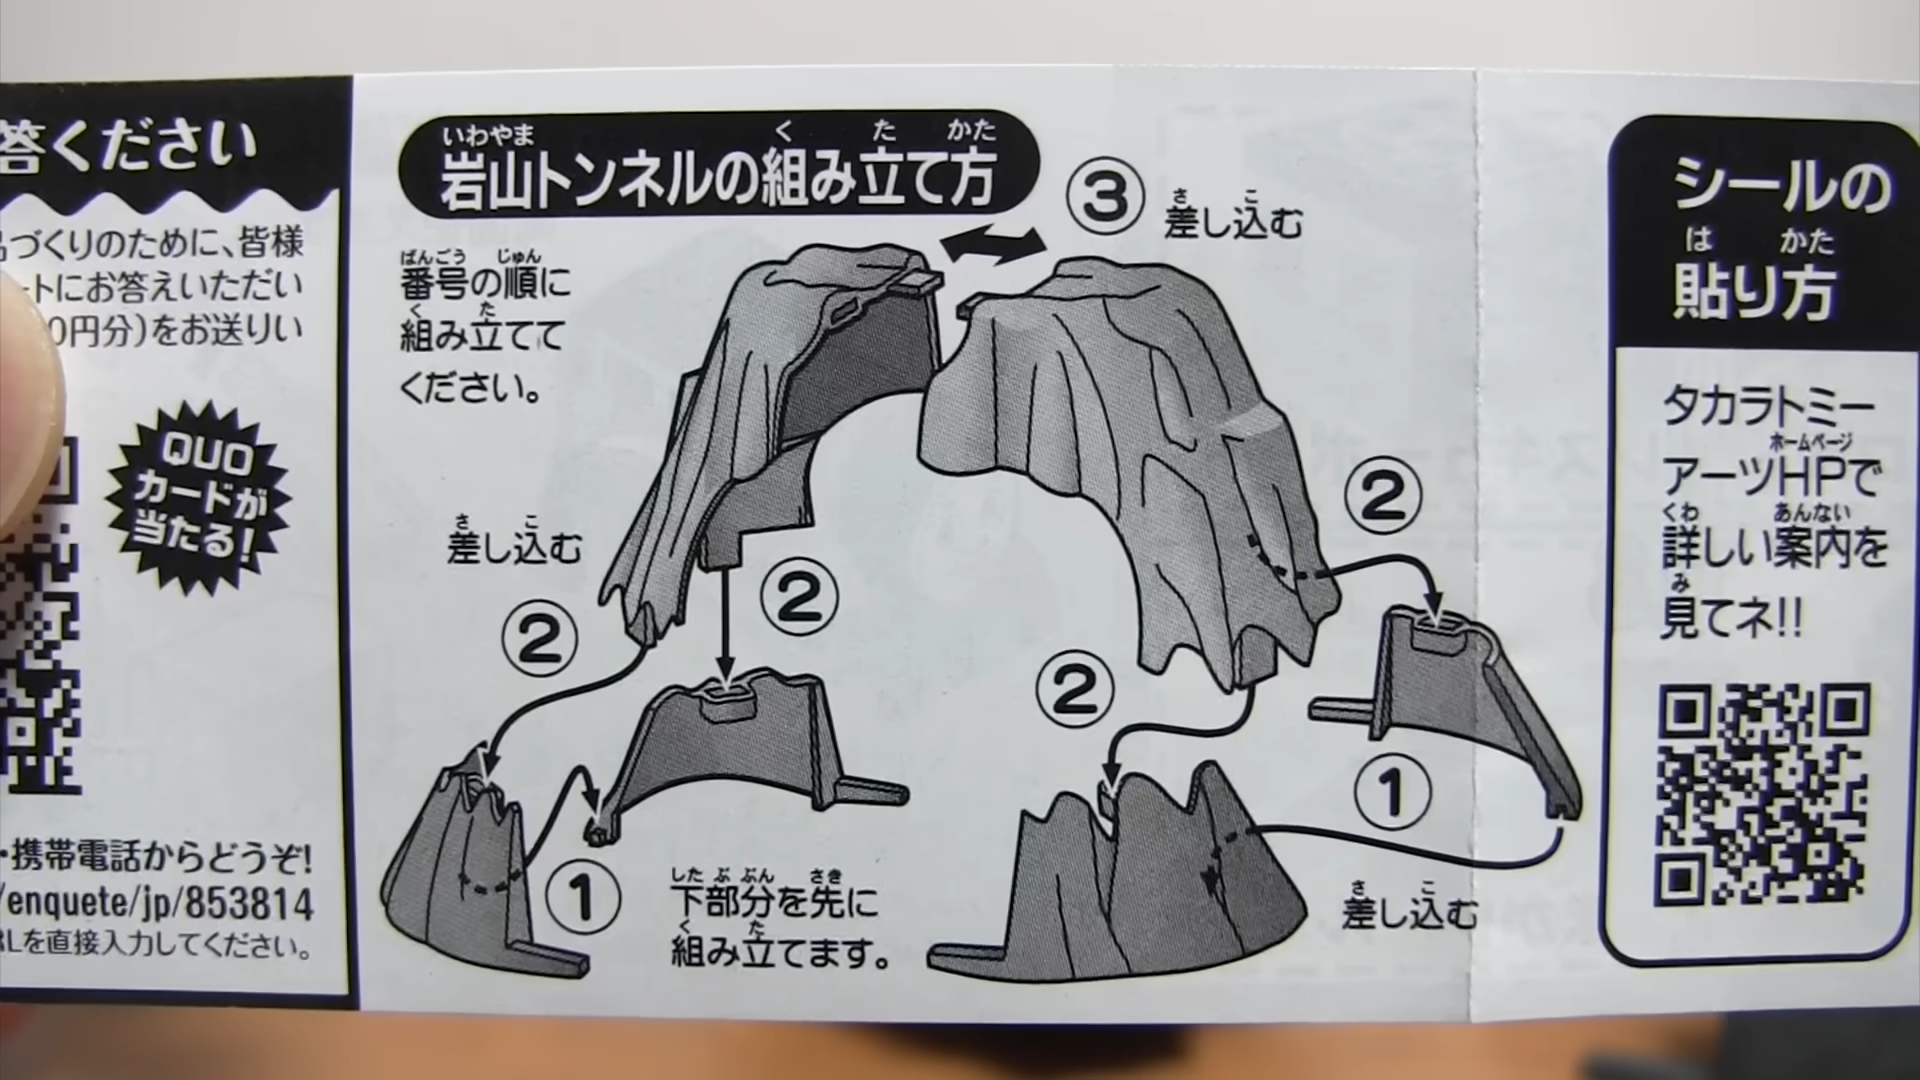 答ください
づくりのために、皆様
ートにお答えいただい
0円分)をお送りい
QUO
カードが
当たる!
・携帯電話からどうぞ!
/enquete/jp/853814
Lを直接入力してください。
いわやま く た かた
岩山トンネルの組み立て方
ばんごう じゅん
番号の順に
く た
組み立てて
ください。
③
さ こ
差し込む
さ こ
差し込む
②
②
②
②
①
①
した ぶ ぶん さき
下部分を先に
く た
組み立てます。
さ こ
差し込む
シールの
は かた
貼り方
タカラトミー
ホームページ
アーツHPで
くわ あんない
詳しい案内を
み
見てネ!!